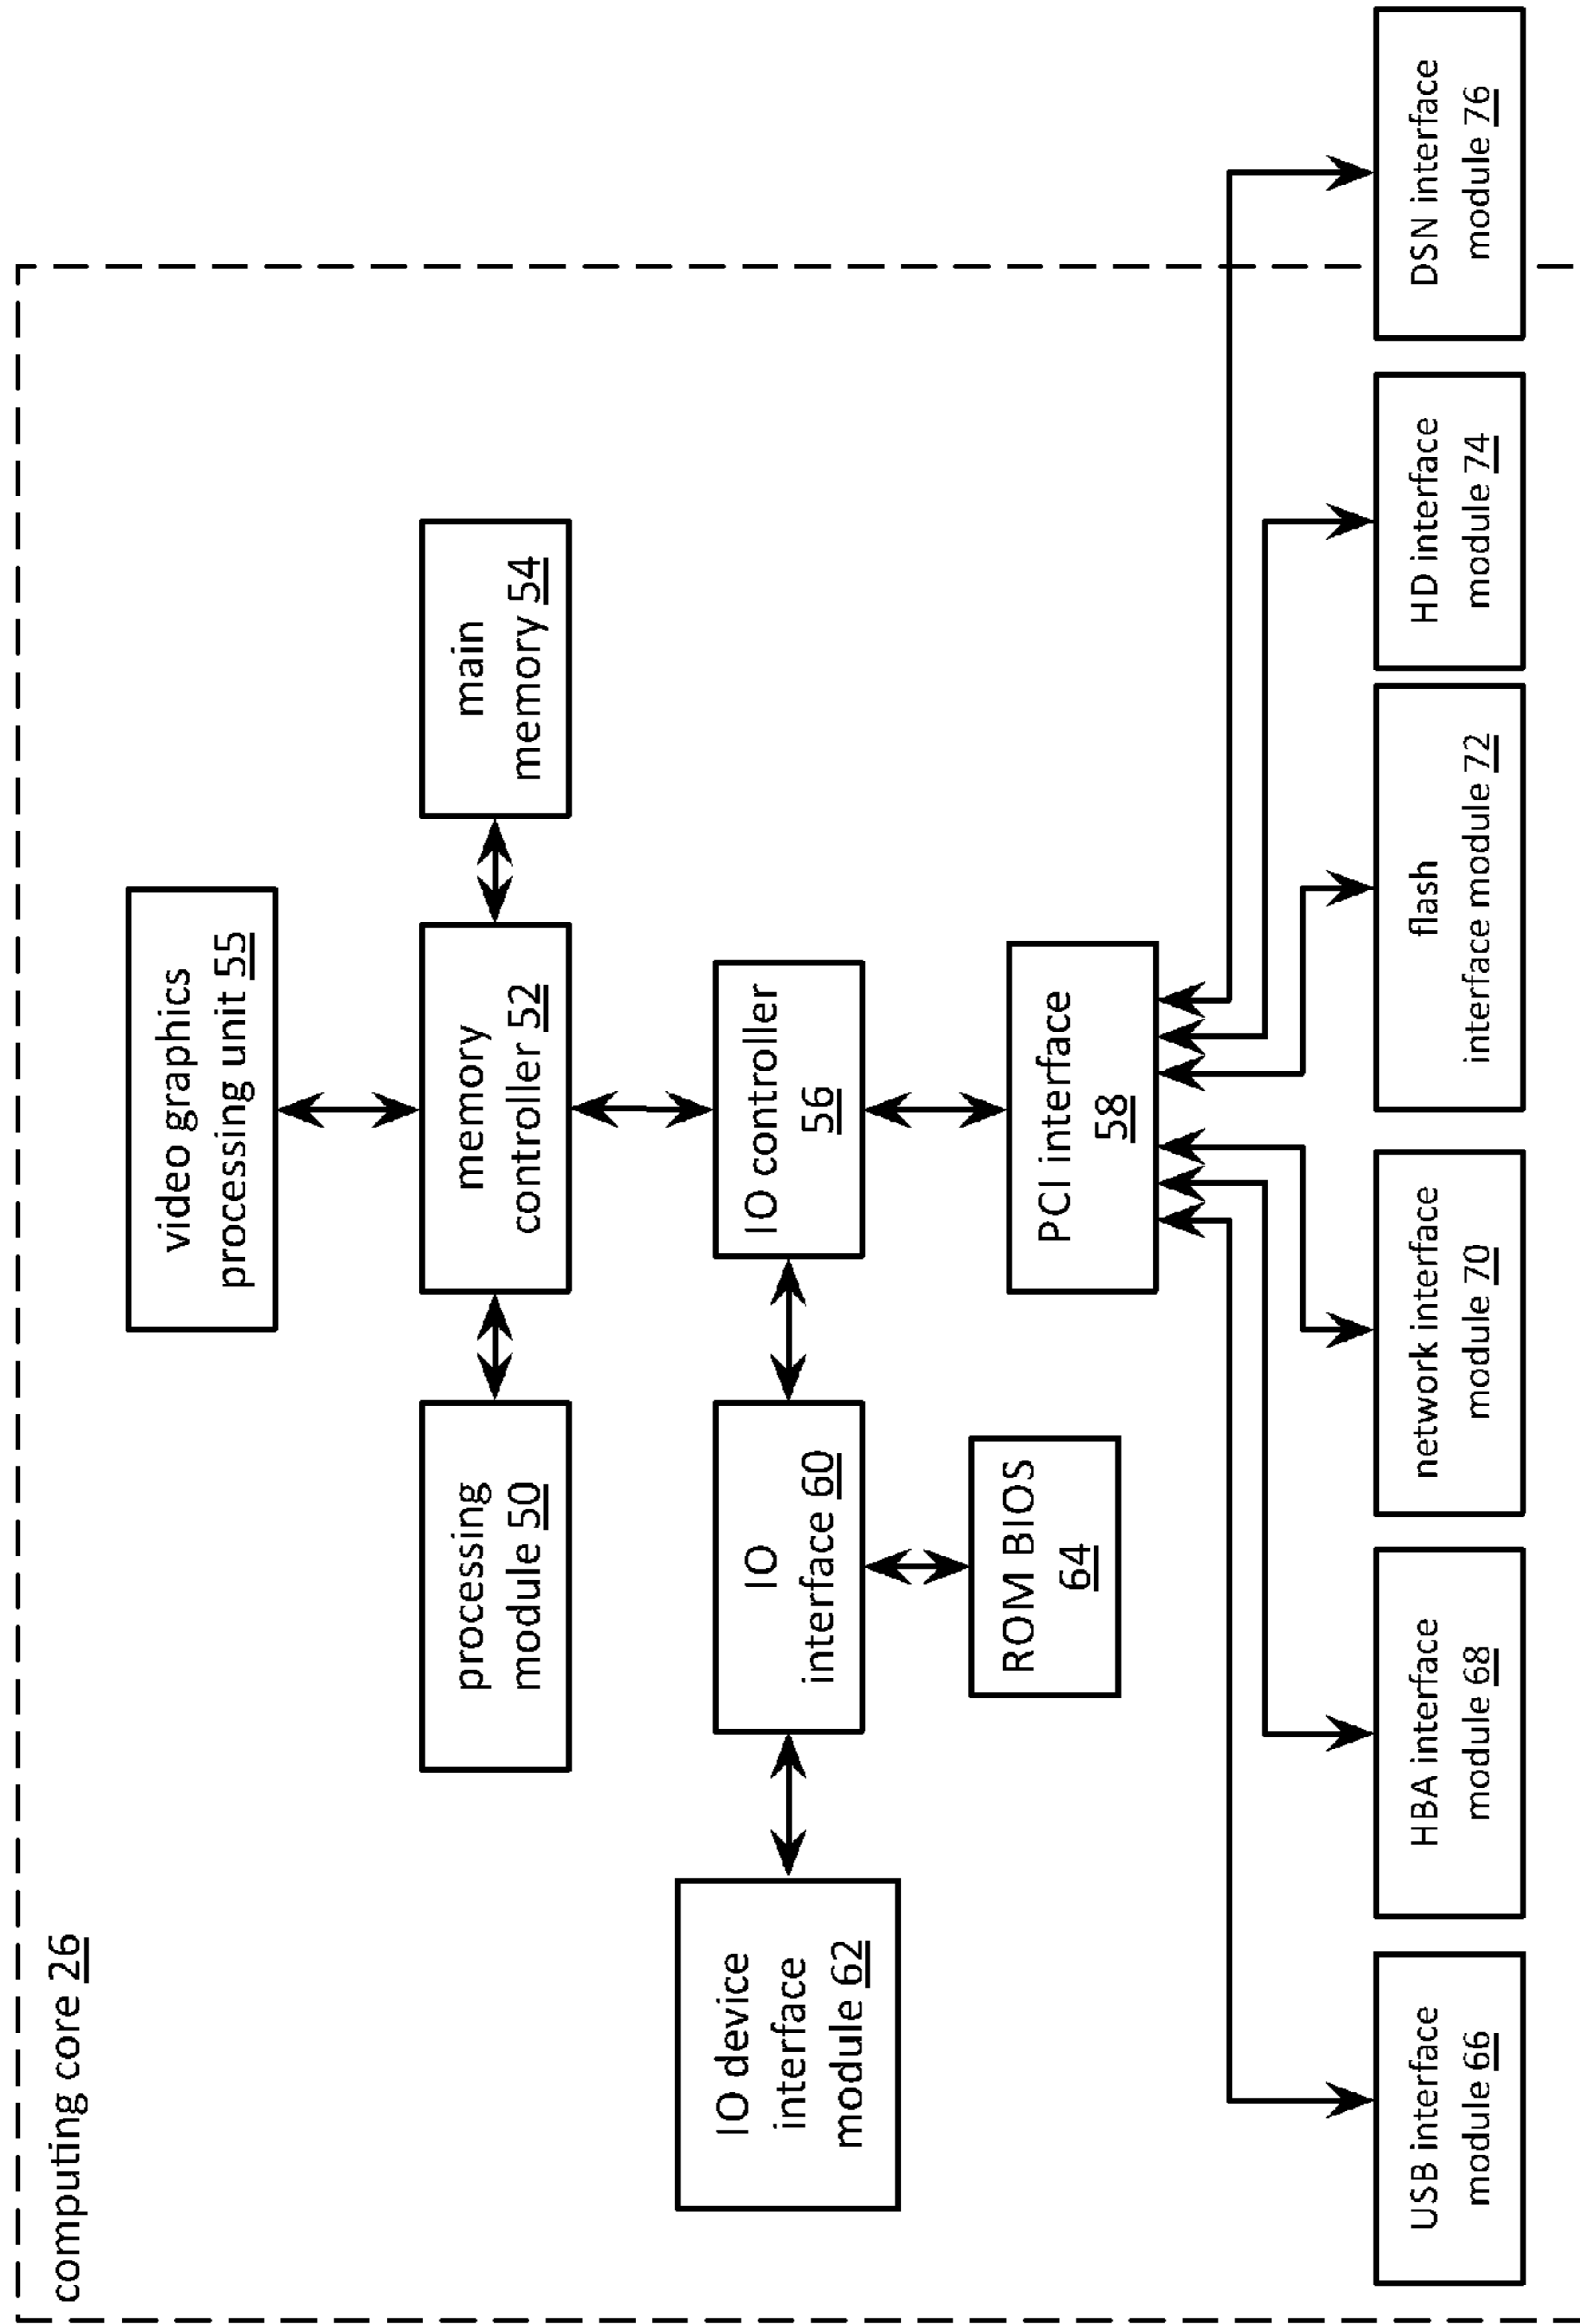 computing core 26
video graphics
processing unit 55
processing
module 50
memory
controller 52
main
memory 54
IO device
interface
module 62
IO
interface 60
IO controller
56
ROM BIOS
64
PCI interface
58
USB interface
module 66
HBA interface
module 68
network interface
module 70
flash
interface module 72
HD interface
module 74
DSN interface
module 76